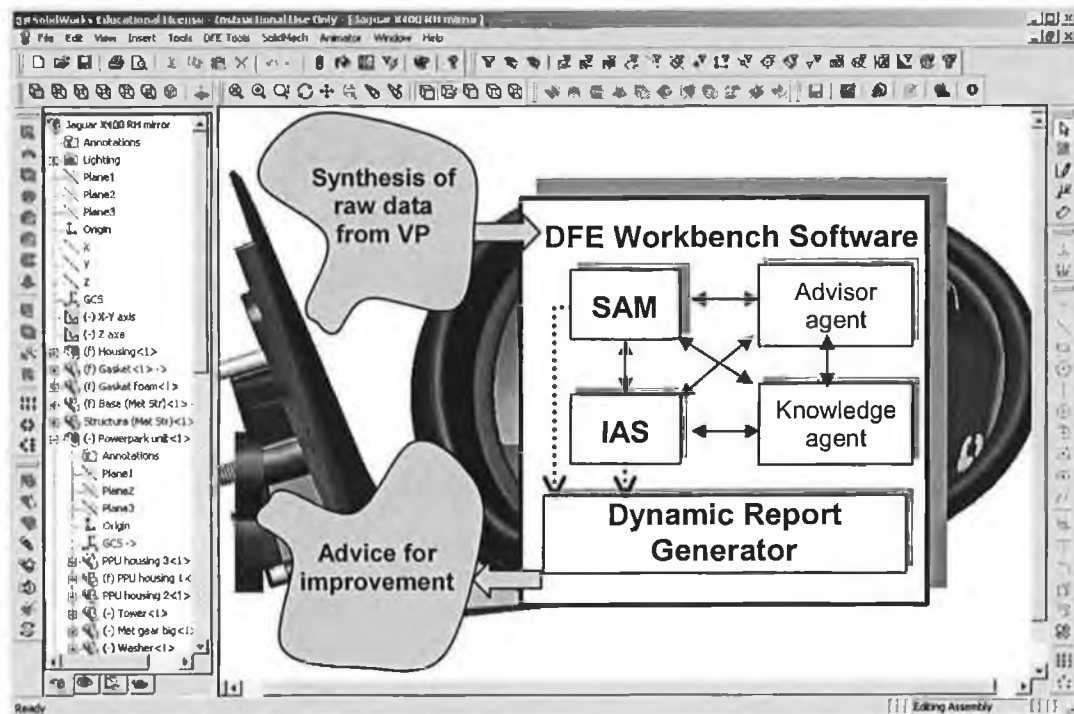 SolidWorks Educational License - Instructional Use Only - [Jaguar X400 RH mirror]
File Edit View Insert Tools DFE Tools SolidMech Animator Window Help
Jaguar X400 RH mirror
Annotations
Lighting
Plane1
Plane2
Plane3
Origin
X
Y
Z
GCS
(-) X-Y axis
(-) Z axe
(f) Housing<1>
(f) Gasket<1> ->
(f) Gasket foam<1>
(f) Base (Met Str)<1>
Structura (Met Str)<1>
(-) Powerpark unit<1>
Annotations
Plane1
Plane2
Plane3
Origin
GCS ->
PPU housing 3<1>
(f) PPU housing 1<
PPU housing 2<1>
(-) Tower<1>
(-) Met gear big<1>
(-) Washer<1>
Synthesis of
raw data
from VP
DFE Workbench Software
SAM
Advisor
agent
IAS
Knowledge
agent
Dynamic Report
Generator
Advice for
improvement
Ready
Editing Assembly